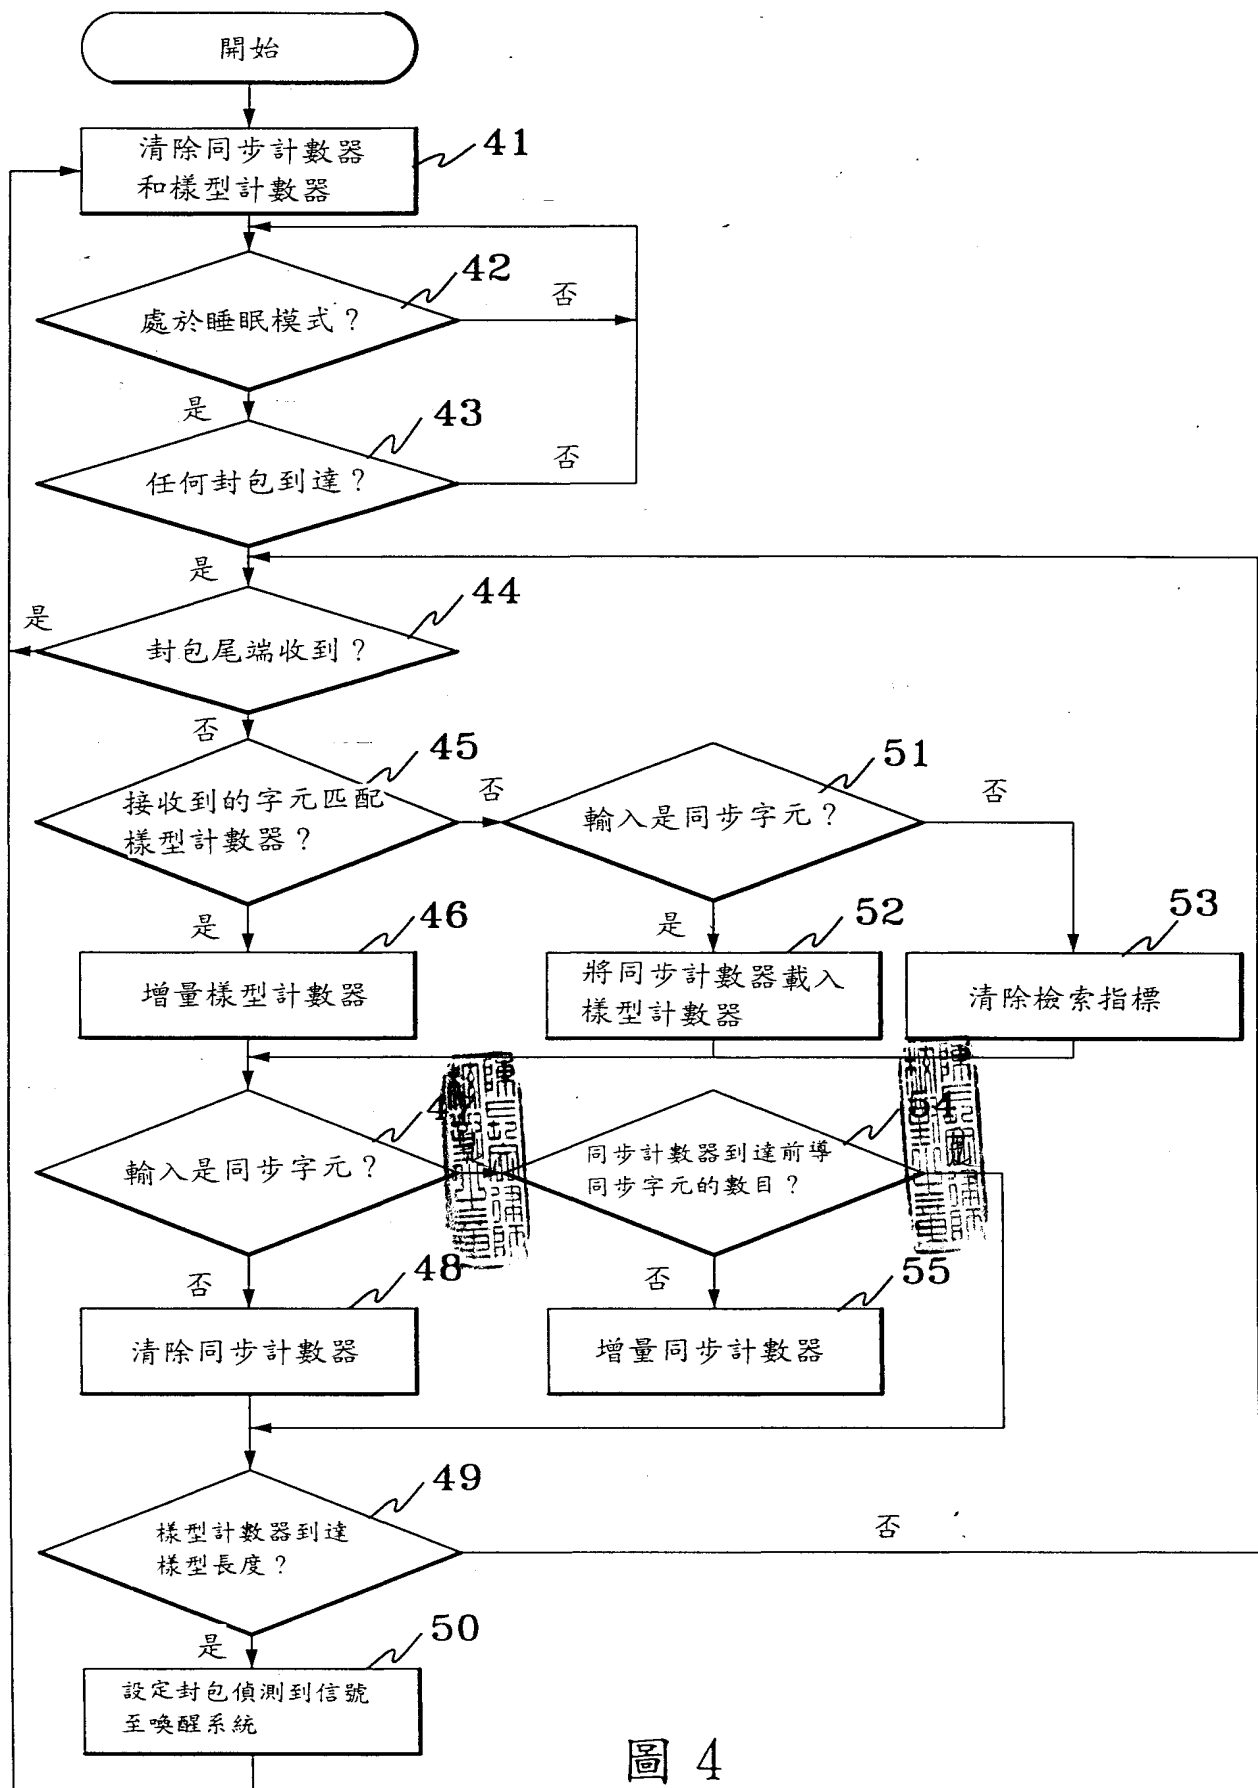 開始
清除同步計數器
和樣型計數器
41
42
處於睡眠模式？
否
是
43
任何封包到達？
否
是
44
是
封包尾端收到？
否
45
接收到的字元匹配
樣型計數器？
否
51
輸入是同步字元？
否
是
46
增量樣型計數器
是
52
將同步計數器載入
樣型計數器
53
清除檢索指標
輸入是同步字元？
54
同步計數器到達前導
同步字元的數目？
否
48
清除同步計數器
否
55
增量同步計數器
49
樣型計數器到達
樣型長度？
否
是
50
設定封包偵測到信號
至喚醒系統
圖 4